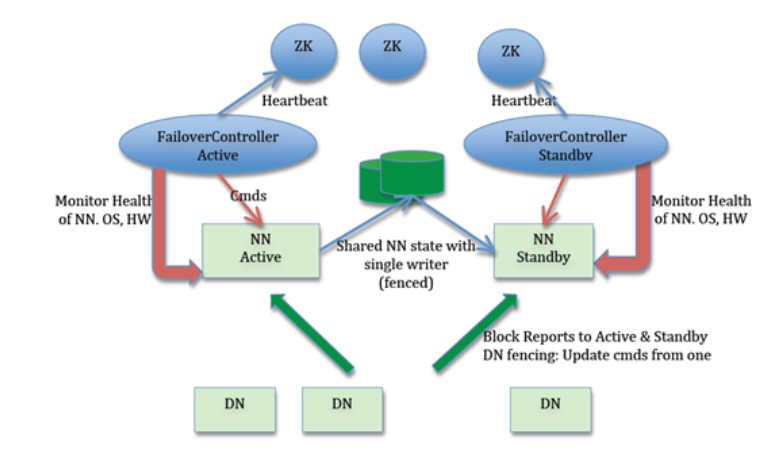 ZK
ZK
ZK
Heartbeat
Heartbeat
FailoverController
Active
FailoverController
Standby
Cmds
Monitor Health
of NN. OS, HW
Monitor Health
of NN. OS, HW
NN
Active
Shared NN state with
single writer
(fenced)
NN
Standby
Block Reports to Active & Standby
DN fencing: Update cmds from one
DN
DN
DN